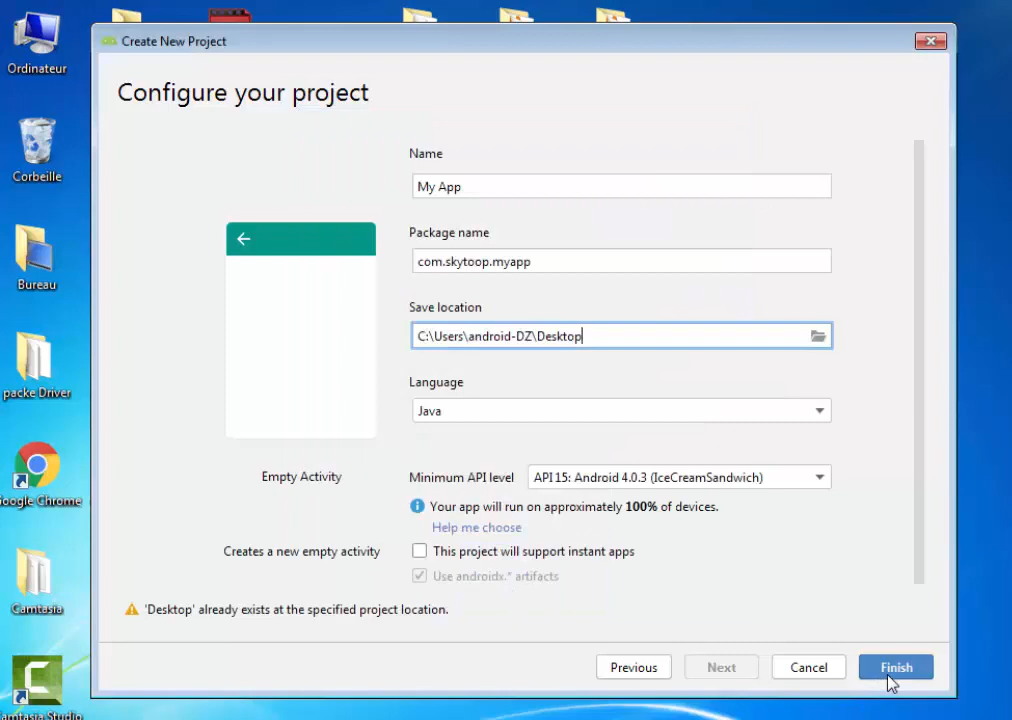 Ordinateur
Corbeille
Bureau
packe Driver
oogle Chrome
Camtasia
amtasia Studio
Create New Project
Configure your project
Name
My App
Package name
com.skytoop.myapp
Save location
C:\Users\android-DZ\Desktop
Language
Java
Empty Activity
Minimum API level API 15: Android 4.0.3 (IceCreamSandwich)
Your app will run on approximately 100% of devices.
Help me choose
Creates a new empty activity
This project will support instant apps
Use androidx.* artifacts
'Desktop' already exists at the specified project location.
Previous Next Cancel Finish